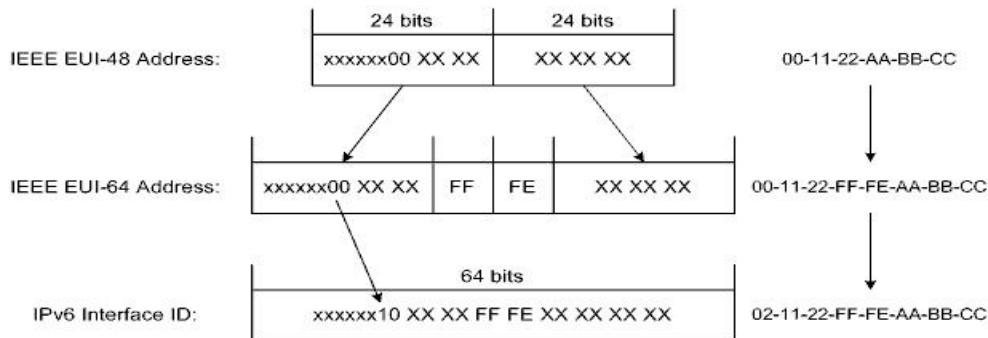 24 bits 24 bits
IEEE EUI-48 Address: xxxxxx00 XX XX XX XX XX 00-11-22-AA-BB-CC
IEEE EUI-64 Address: xxxxxx00 XX XX FF FE XX XX XX 00-11-22-FF-FE-AA-BB-CC
64 bits
IPv6 Interface ID: xxxxxx10 XX XX FF FE XX XX XX XX 02-11-22-FF-FE-AA-BB-CC